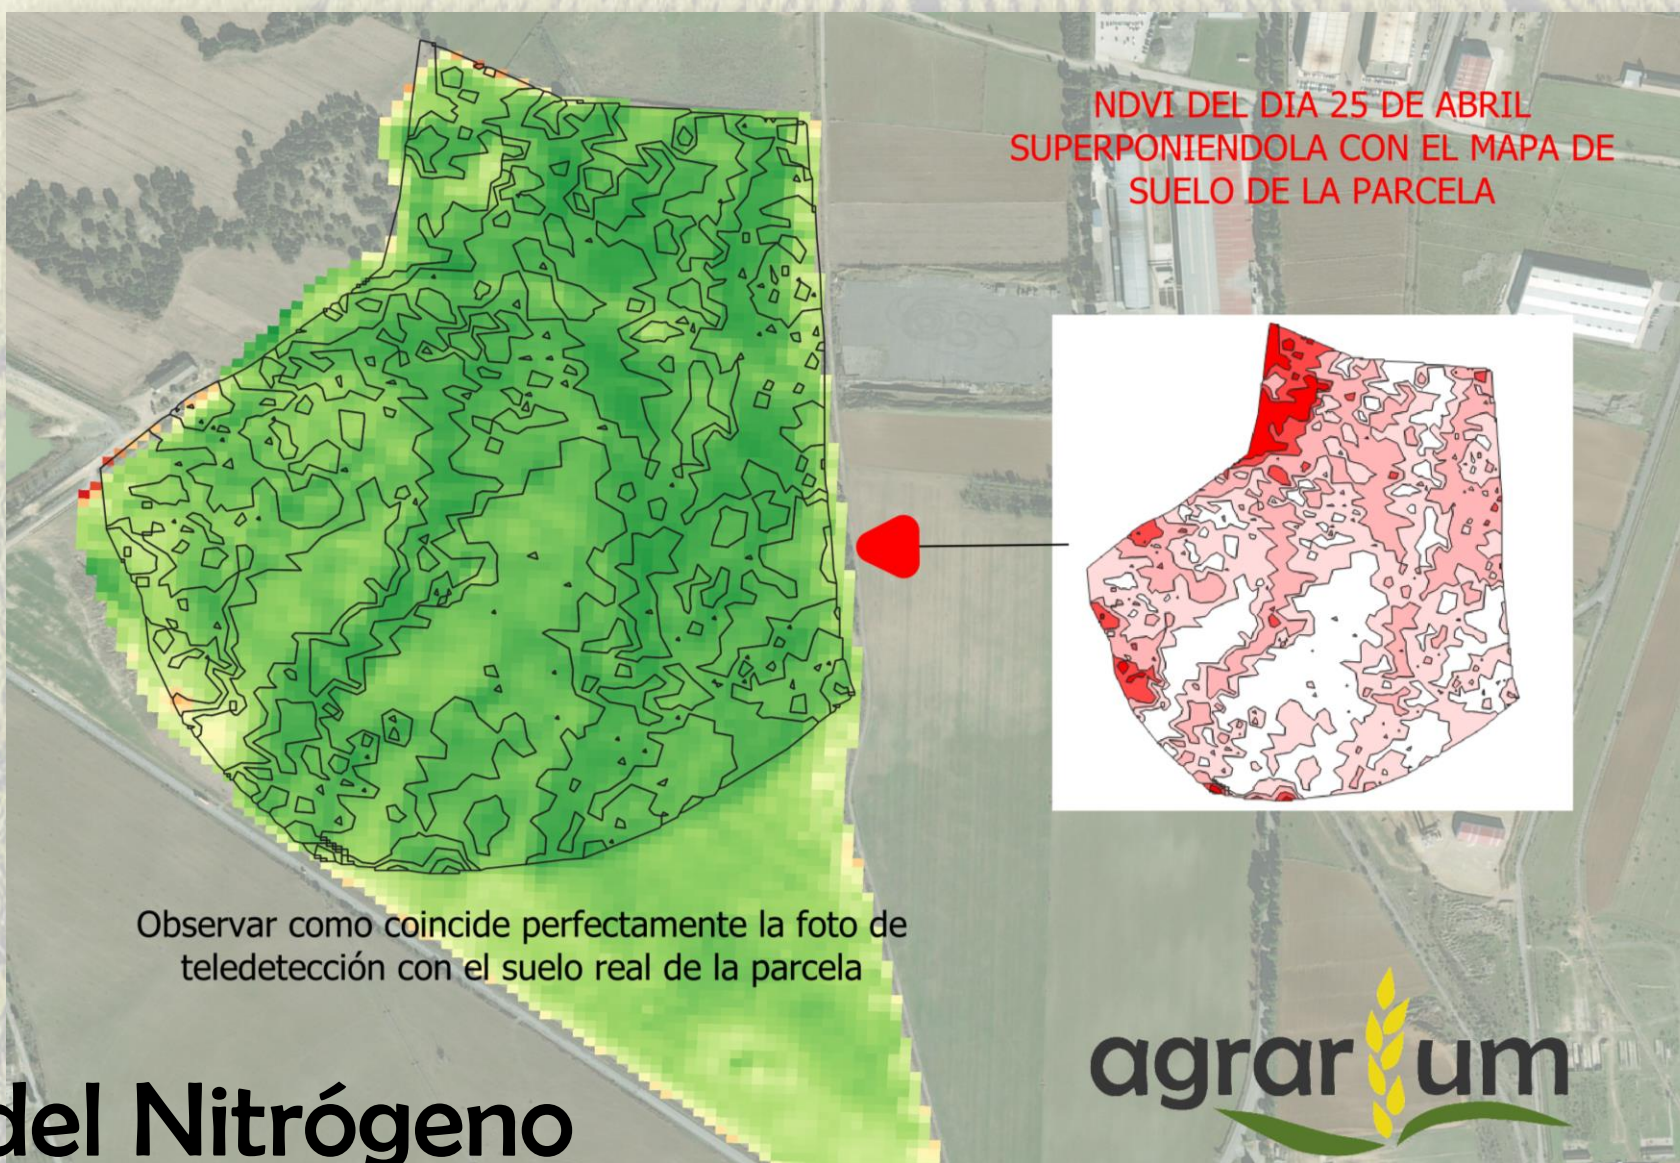 NDVI DEL DIA 25 DE ABRIL
SUPERPONIENDOLA CON EL MAPA DE
SUELO DE LA PARCELA
Observar como coincide perfectamente la foto de
teledetección con el suelo real de la parcela
del Nitrógeno
agrarium